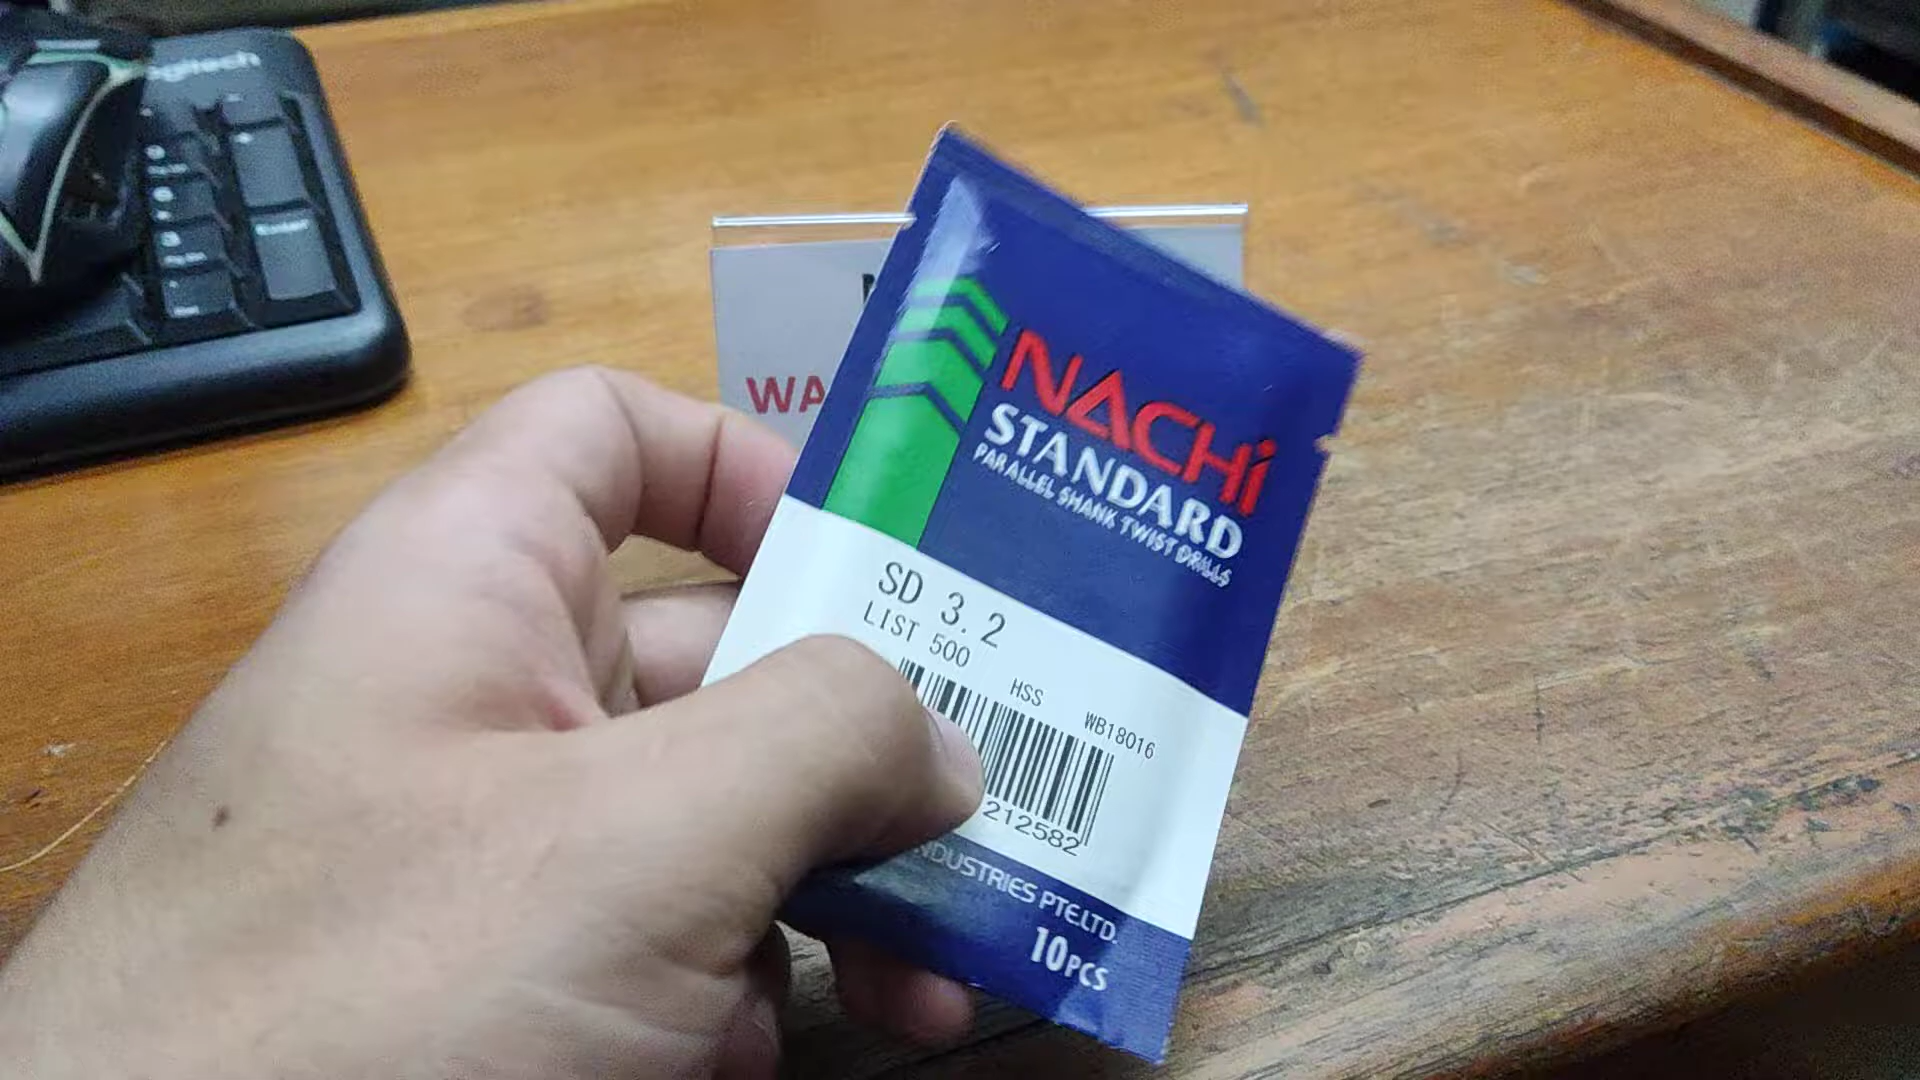 Enter
WA
NACHi
STANDARD
PARALLEL SHANK TWIST DRILLS
SD 3.2
LIST 500
HSS
WB18016
212582
INDUSTRIES PTE.LTD.
10PCS